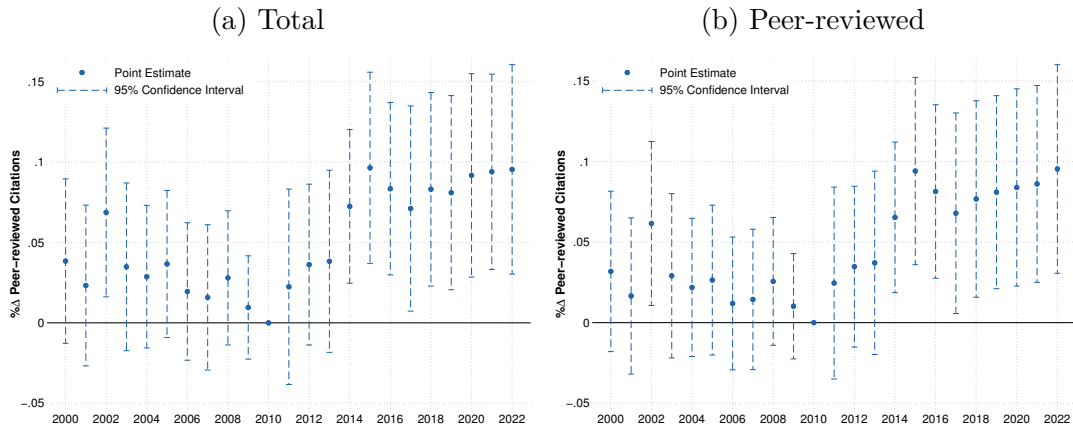 (a) Total
%Δ Peer−reviewed Citations
.15
.1
.05
0
−.05
Point Estimate
95% Confidence Interval
2000 2002 2004 2006 2008 2010 2012 2014 2016 2018 2020 2022
(b) Peer-reviewed
%Δ Peer−reviewed Citations
.15
.1
.05
0
−.05
Point Estimate
95% Confidence Interval
2000 2002 2004 2006 2008 2010 2012 2014 2016 2018 2020 2022